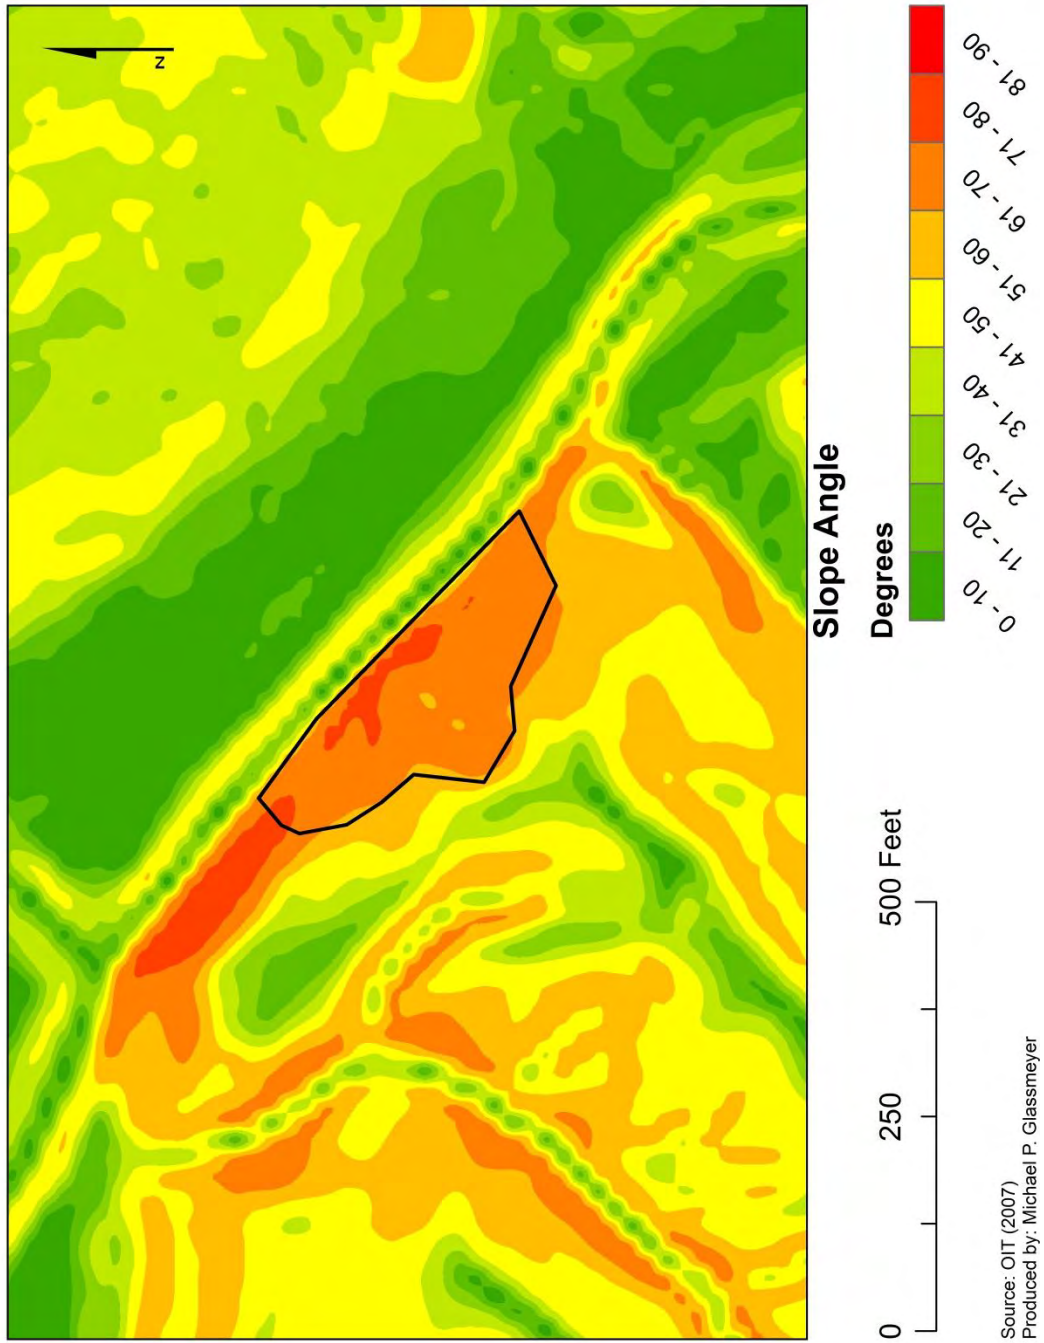 N
Slope Angle
Degrees
0 - 10
11 - 20
21 - 30
31 - 40
41 - 50
51 - 60
61 - 70
71 - 80
81 - 90
0 250 500 Feet
Source: OIT (2007)
Produced by: Michael P. Glassmeyer